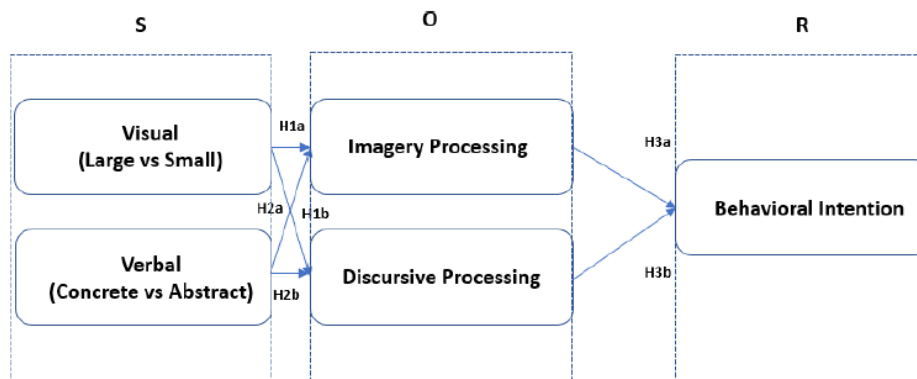 S
O
R
Visual
(Large vs Small)
H1a
Imagery Processing
H3a
H2a
H1b
Behavioral Intention
Verbal
(Concrete vs Abstract)
H2b
Discursive Processing
H3b